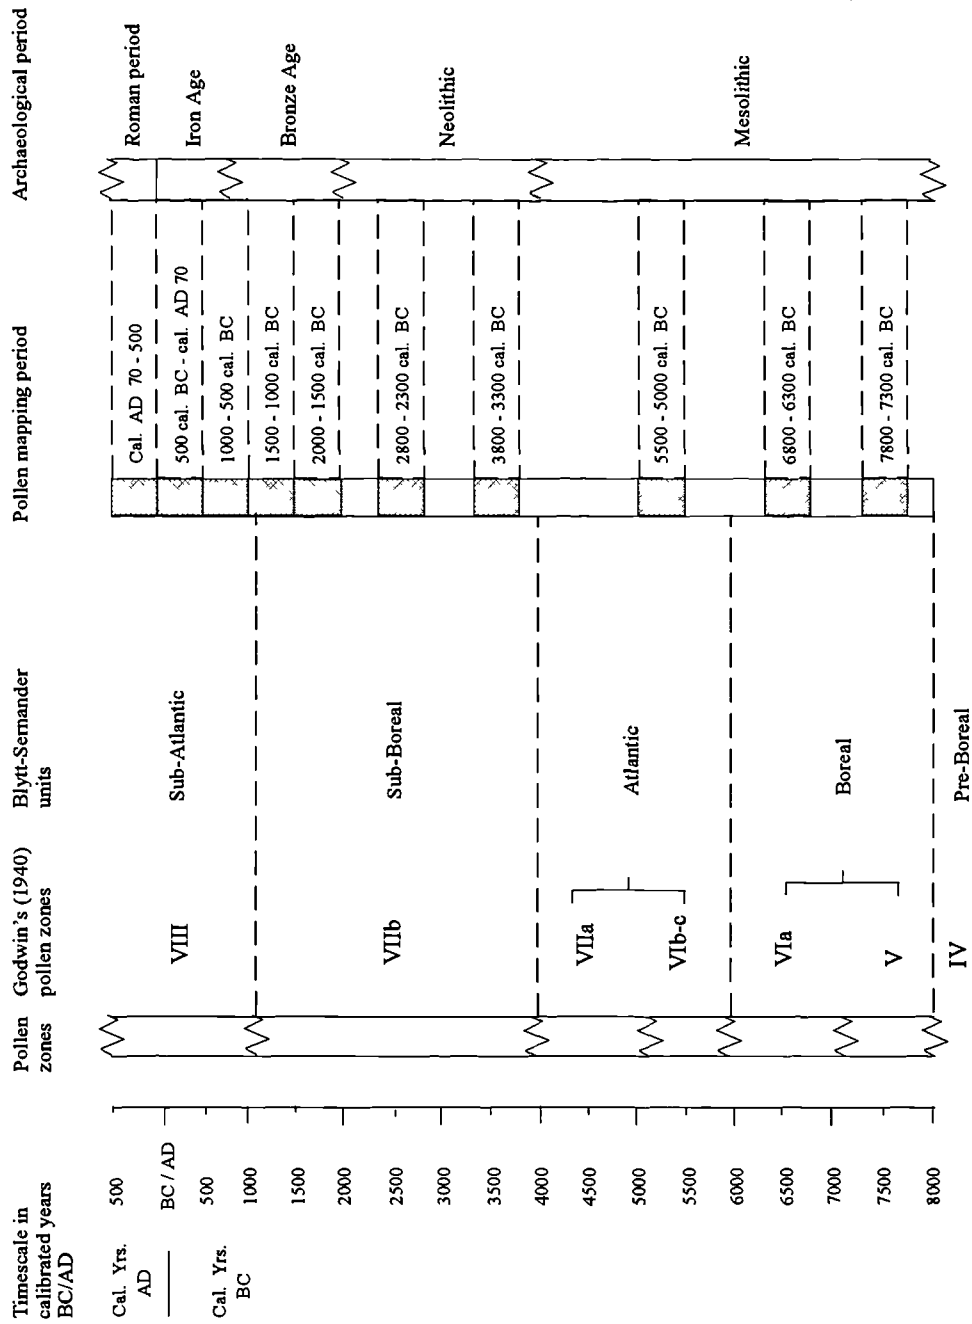 Timescale in
calibrated years
BC/AD
Pollen
zones
Godwin's (1940)
pollen zones
Blytt-Sernander
units
Pollen mapping period
Archaeological period
Cal. Yrs.
AD
Cal. Yrs.
BC
500
BC / AD
500
1000
1500
2000
2500
3000
3500
4000
4500
5000
5500
6000
6500
7000
7500
8000
VIII
VIIb
VIIa
VIb-c
VIa
V
IV
Sub-Atlantic
Sub-Boreal
Atlantic
Boreal
Pre-Boreal
Cal. AD 70 - 500
500 cal. BC - cal. AD 70
1000 - 500 cal. BC
1500 - 1000 cal. BC
2000 - 1500 cal. BC
2800 - 2300 cal. BC
3800 - 3300 cal. BC
5500 - 5000 cal. BC
6800 - 6300 cal. BC
7800 - 7300 cal. BC
Roman period
Iron Age
Bronze Age
Neolithic
Mesolithic